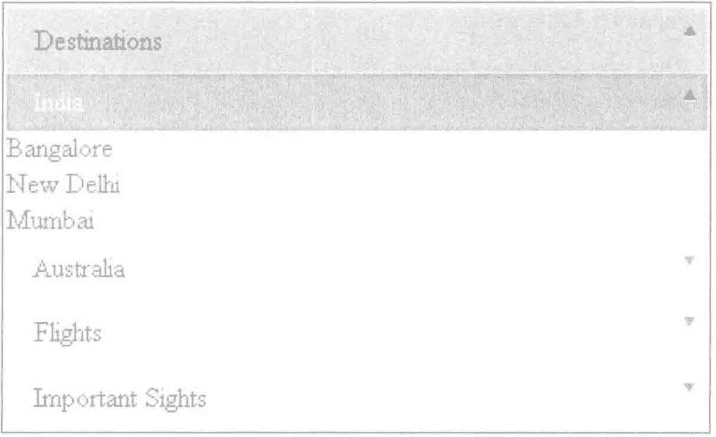 Destinations
India
Bangalore
New Delhi
Mumbai
Australia
Flights
Important Sights